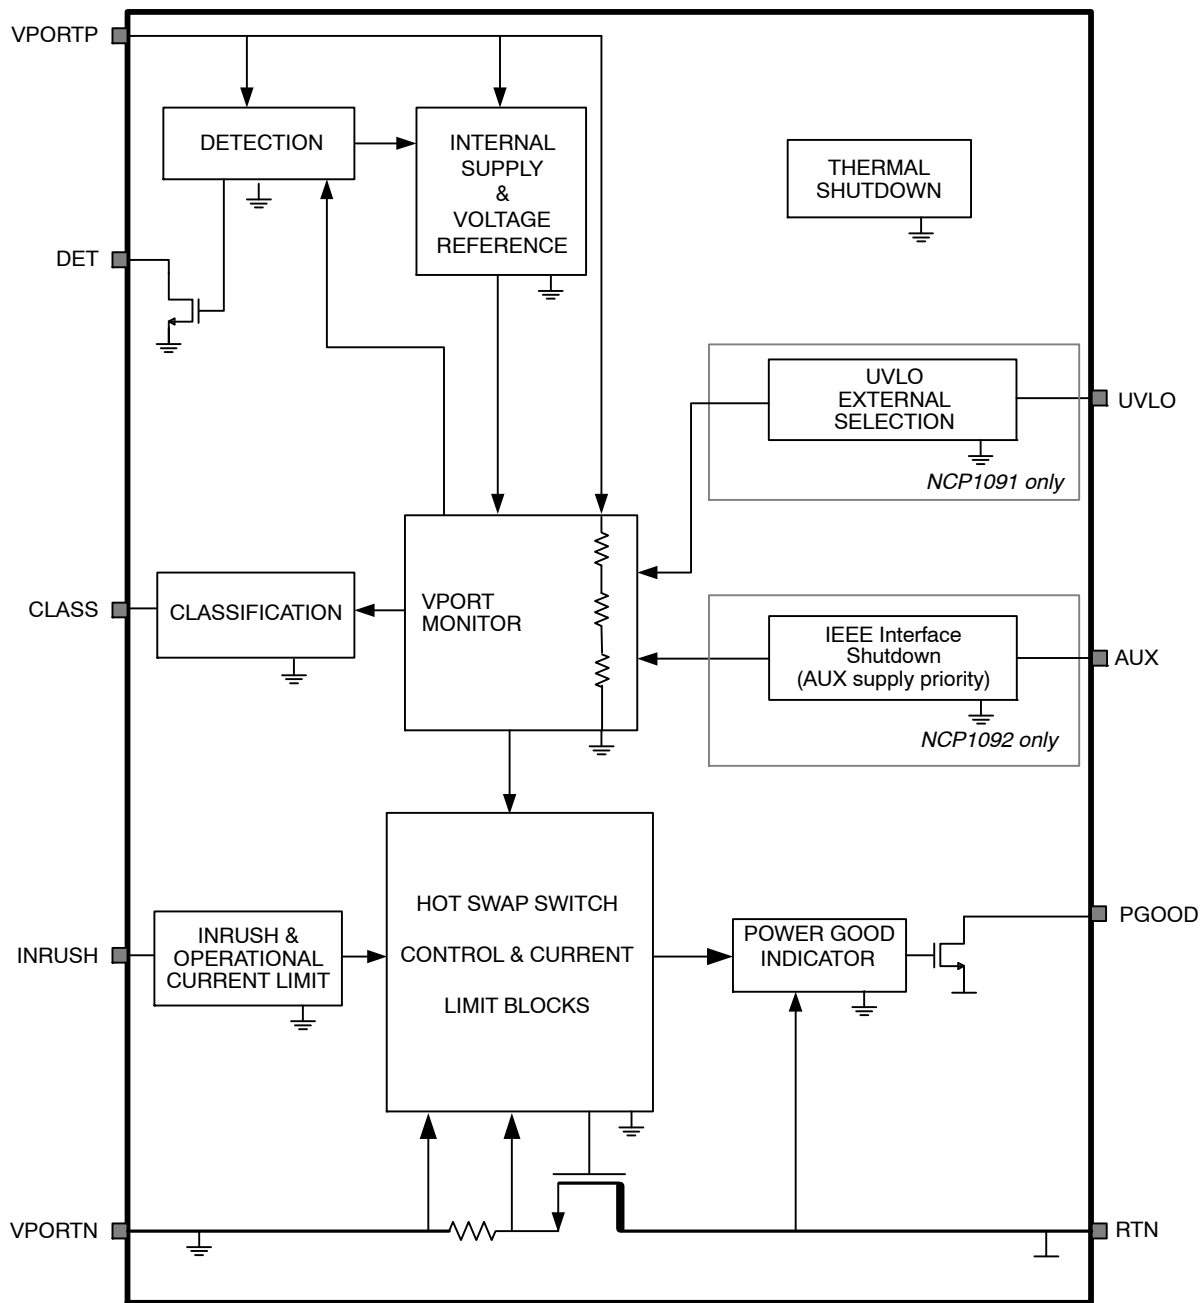 VPORTP
DETECTION
INTERNAL
SUPPLY
&
VOLTAGE
REFERENCE
THERMAL
SHUTDOWN
DET
UVLO
EXTERNAL
SELECTION
UVLO
NCP1091 only
CLASS
CLASSIFICATION
VPORT
MONITOR
IEEE Interface
Shutdown
(AUX supply priority)
AUX
NCP1092 only
INRUSH
INRUSH &
OPERATIONAL
CURRENT LIMIT
HOT SWAP SWITCH
CONTROL & CURRENT
LIMIT BLOCKS
POWER GOOD
INDICATOR
PGOOD
VPORTN
RTN